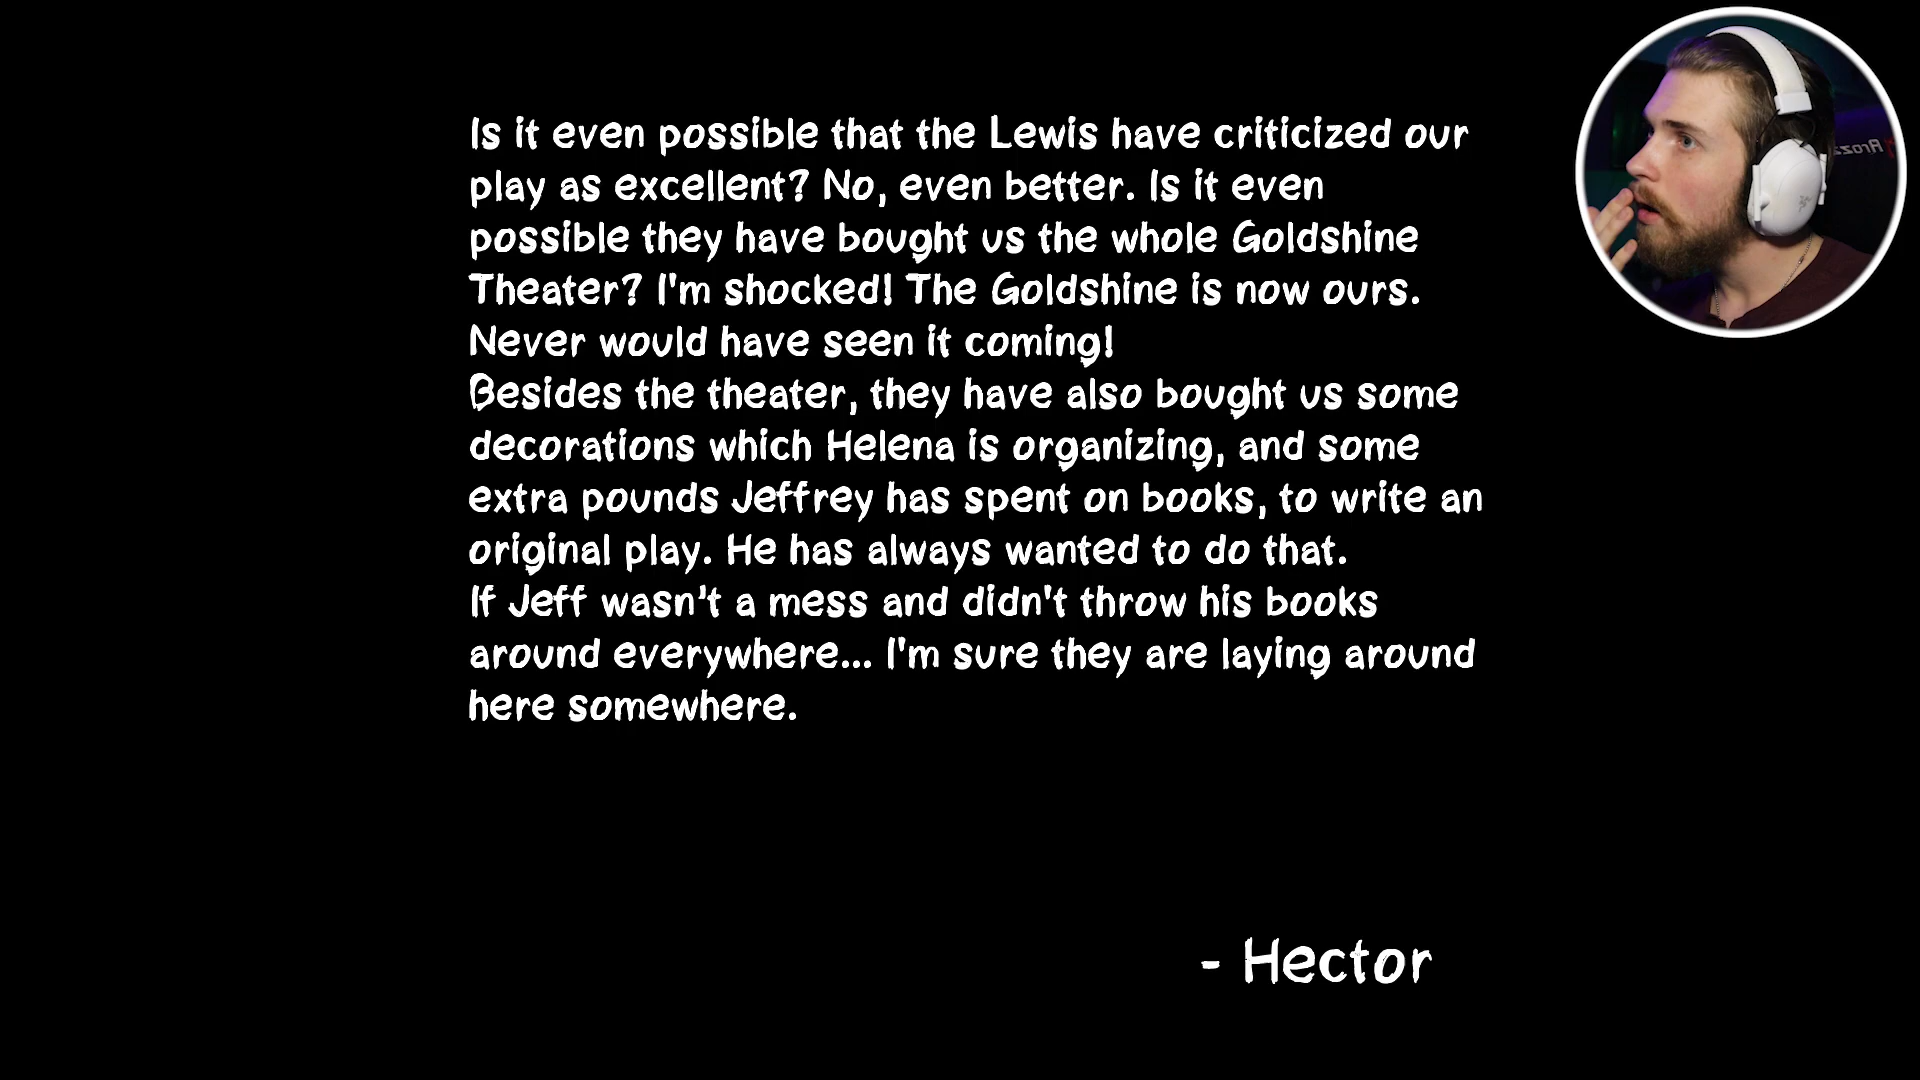 Is it even possible that the Lewis have criticized our
play as excellent? No, even better. Is it even
possible they have bought us the whole Goldshine
Theater? I'm shocked! The Goldshine is now ours.
Never would have seen it coming!
Besides the theater, they have also bought us some
decorations which Helena is organizing, and some
extra pounds Jeffrey has spent on books, to write an
original play. He has always wanted to do that.
If Jeff wasn't a mess and didn't throw his books
around everywhere... I'm sure they are laying around
here somewhere.
- Hector